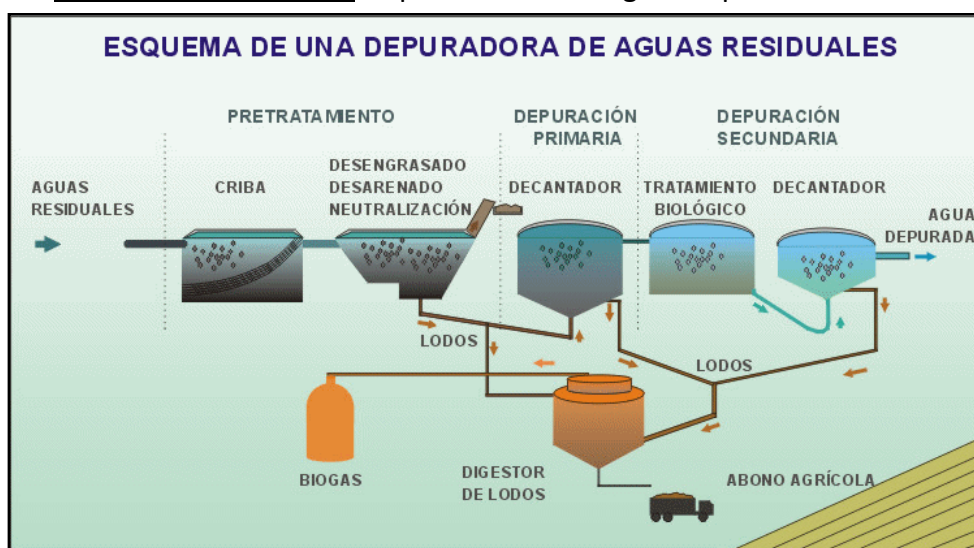 ESQUEMA DE UNA DEPURADORA DE AGUAS RESIDUALES
PRETRATAMIENTO
DEPURACIÓN
PRIMARIA
DEPURACIÓN
SECUNDARIA
AGUAS
RESIDUALES
CRIBA
DESENGRASADO
DESARENADO
NEUTRALIZACIÓN
DECANTADOR
TRATAMIENTO
BIOLÓGICO
DECANTADOR
AGUA
DEPURADA
LODOS
LODOS
BIOGAS
DIGESTOR
DE LODOS
ABONO AGRÍCOLA